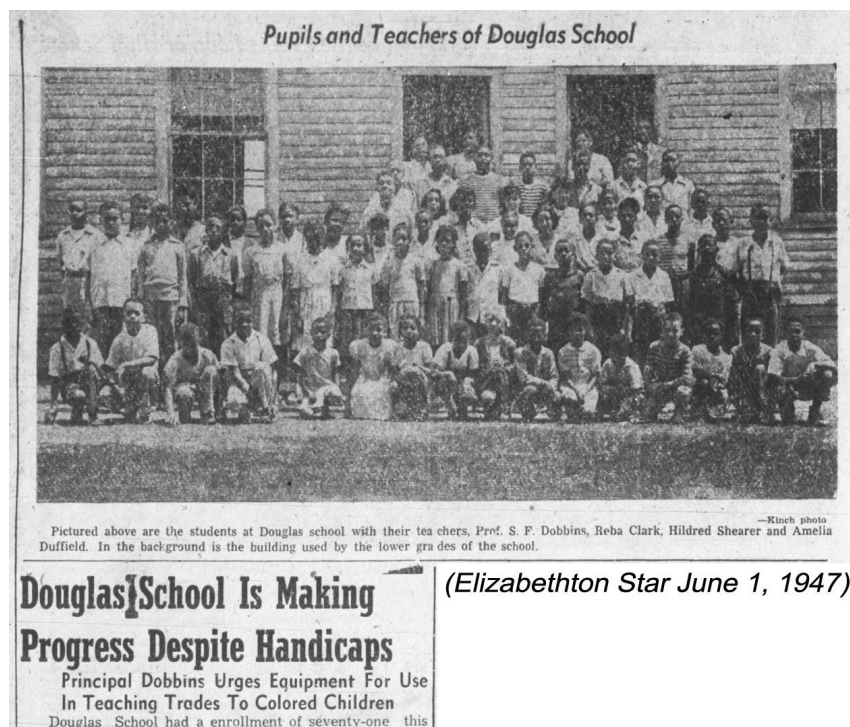 Pupils and Teachers of Douglas School
—Kinch photo
Pictured above are the students at Douglas school with their teachers, Prof. S. F. Dobbins, Reba Clark, Hildred Shearer and Amelia
Duffield. In the background is the building used by the lower grades of the school.
Douglas School Is Making
Progress Despite Handicaps
(Elizabethton Star June 1, 1947)
Principal Dobbins Urges Equipment For Use
In Teaching Trades To Colored Children
Douglas School had a enrollment of seventy-one this